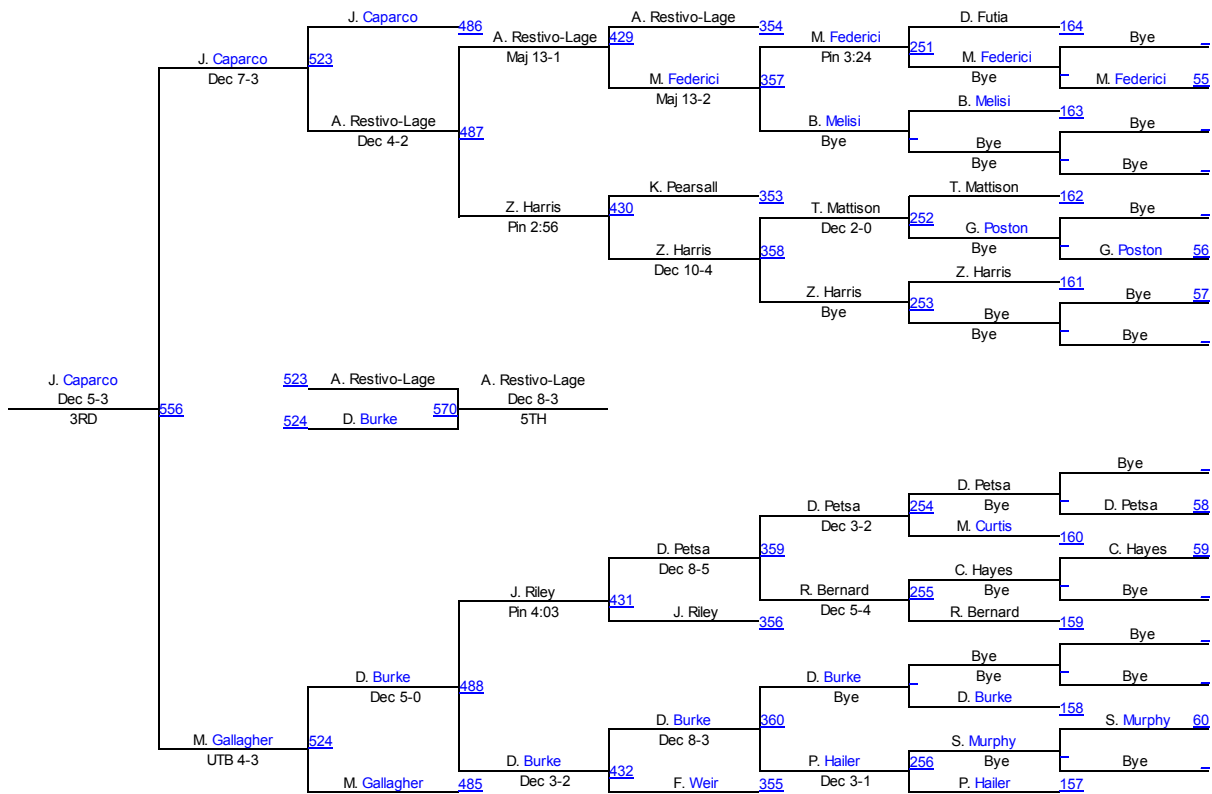 J. Caparco 486
A. Restivo-Lage 354
D. Futia 164
A. Restivo-Lage 429
M. Federici 251
Bye
Maj 13-1
Pin 3:24
J. Caparco 523
M. Federici 357
M. Federici
M. Federici 55
Dec 7-3
Maj 13-2
Bye
A. Restivo-Lage 487
B. Melisi
B. Melisi 163
Bye
Dec 4-2
Bye
Bye
Bye
Bye
K. Pearsall 353
T. Mattison 162
Z. Harris 430
T. Mattison 252
Bye
Pin 2:56
Dec 2-0
G. Poston
Z. Harris 358
Bye
G. Poston 56
Dec 10-4
Z. Harris 161
Z. Harris 253
Bye 57
Bye
Bye
Bye
Bye
J. Caparco
523 A. Restivo-Lage
A. Restivo-Lage
Dec 5-3 556
570 Dec 8-3
3RD
524 D. Burke
5TH
Bye
D. Petsa
D. Petsa 254
Bye
D. Petsa 58
Dec 3-2
M. Curtis 160
D. Petsa 359
C. Hayes 59
Dec 8-5
C. Hayes
J. Riley 431
R. Bernard 255
Bye
Bye
Pin 4:03
J. Riley 356
Dec 5-4
R. Bernard 159
Bye
Bye
D. Burke 488
D. Burke
Bye
Bye
Dec 5-0
Bye
D. Burke 158
D. Burke 360
S. Murphy 60
Dec 8-3
M. Gallagher 524
S. Murphy
UTB 4-3
D. Burke 432
P. Hailer 256
Bye
Bye
M. Gallagher 485
Dec 3-2
F. Weir 355
Dec 3-1
P. Hailer 157